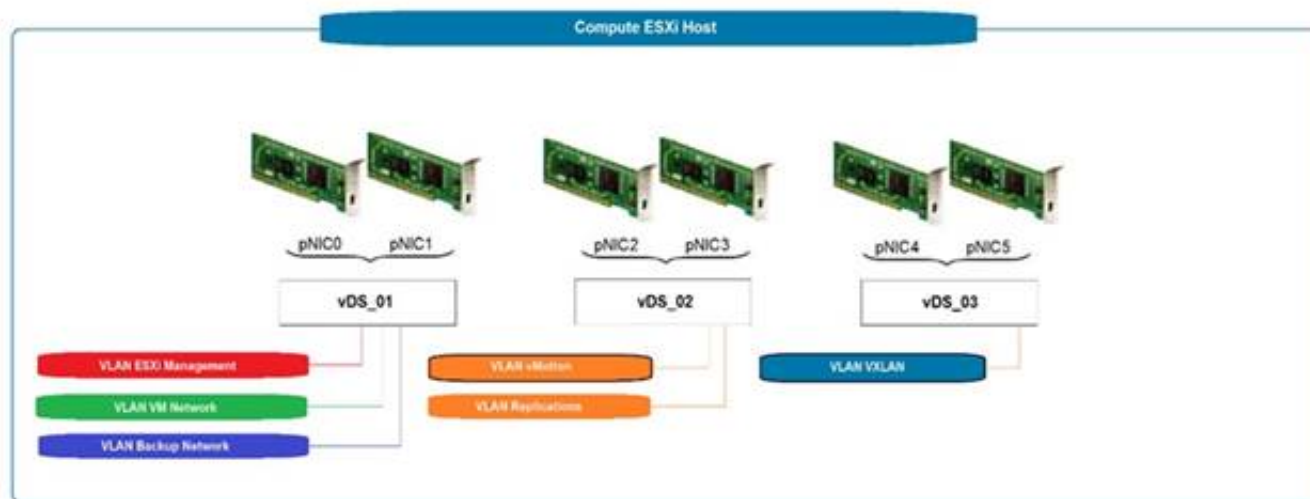 Compute ESXi Host
pNIC0 pNIC1 pNIC2 pNIC3 pNIC4 pNIC5
vDS_01 vDS_02 vDS_03
VLAN ESXi Management VLAN vMotion VLAN VXLAN
VLAN VM Network VLAN Replications
VLAN Backup Network